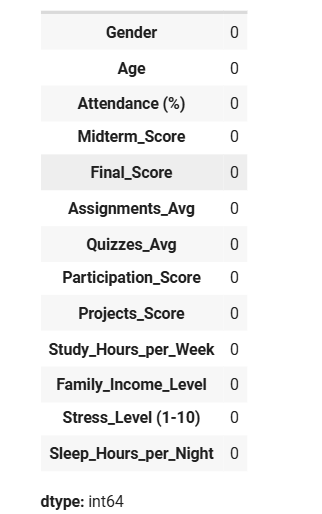 Gender 0
Age 0
Attendance (%) 0
Midterm_Score 0
Final_Score 0
Assignments_Avg 0
Quizzes_Avg 0
Participation_Score 0
Projects_Score 0
Study_Hours_per_Week 0
Family_Income_Level 0
Stress_Level (1-10) 0
Sleep_Hours_per_Night 0
dtype: int64